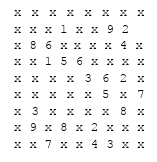 x x x x x x x x x
x x x 1 x x 9 2
x 8 6 x x x x 4 x
x x 1 5 6 x x x x
x x x x x 3 6 2 x
x x x x x x 5 x 7
x 3 x x x x x 8 x
x 9 x 8 x 2 x x x
x x 7 x x 4 3 x x